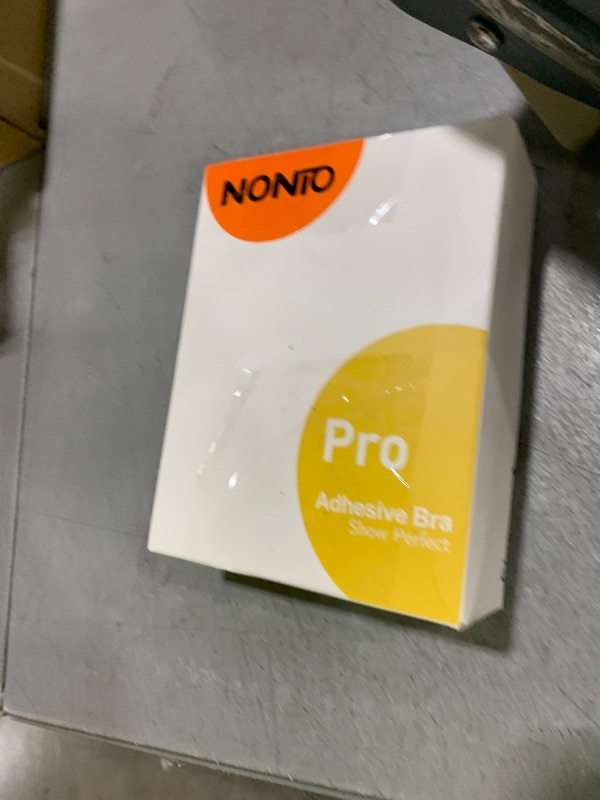 NONTO
Pro
Adhesive Bra
Show Perfect